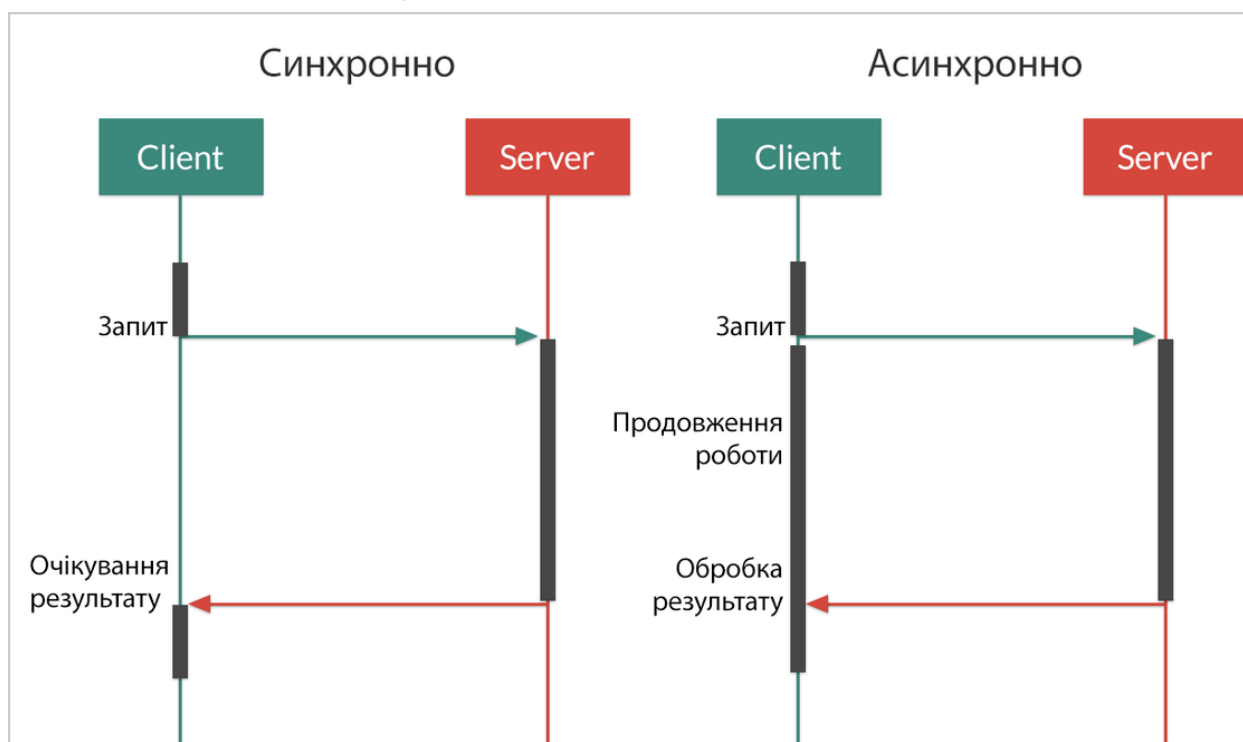 Синхронно
Client
Server
Запит
Очікування
результату
Асинхронно
Client
Server
Запит
Продовження
роботи
Обробка
результату